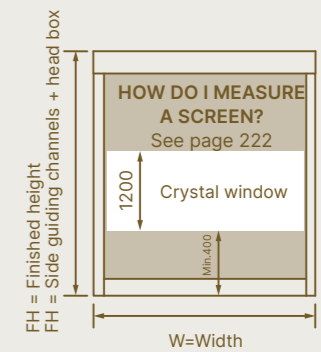 HOW DO I MEASURE
A SCREEN?
See page 222
1200
Crystal window
Min.400
FH = Finished height
FH = Side guiding channels + head box
W=Width